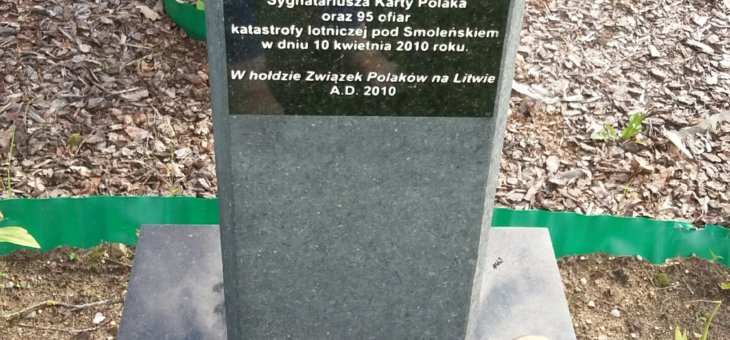 Sygnatariusza Karty Polaka
oraz 95 ofiar
katastrofy lotniczej pod Smoleńskiem
w dniu 10 kwietnia 2010 roku.
W hołdzie Związek Polaków na Litwie
A.D. 2010